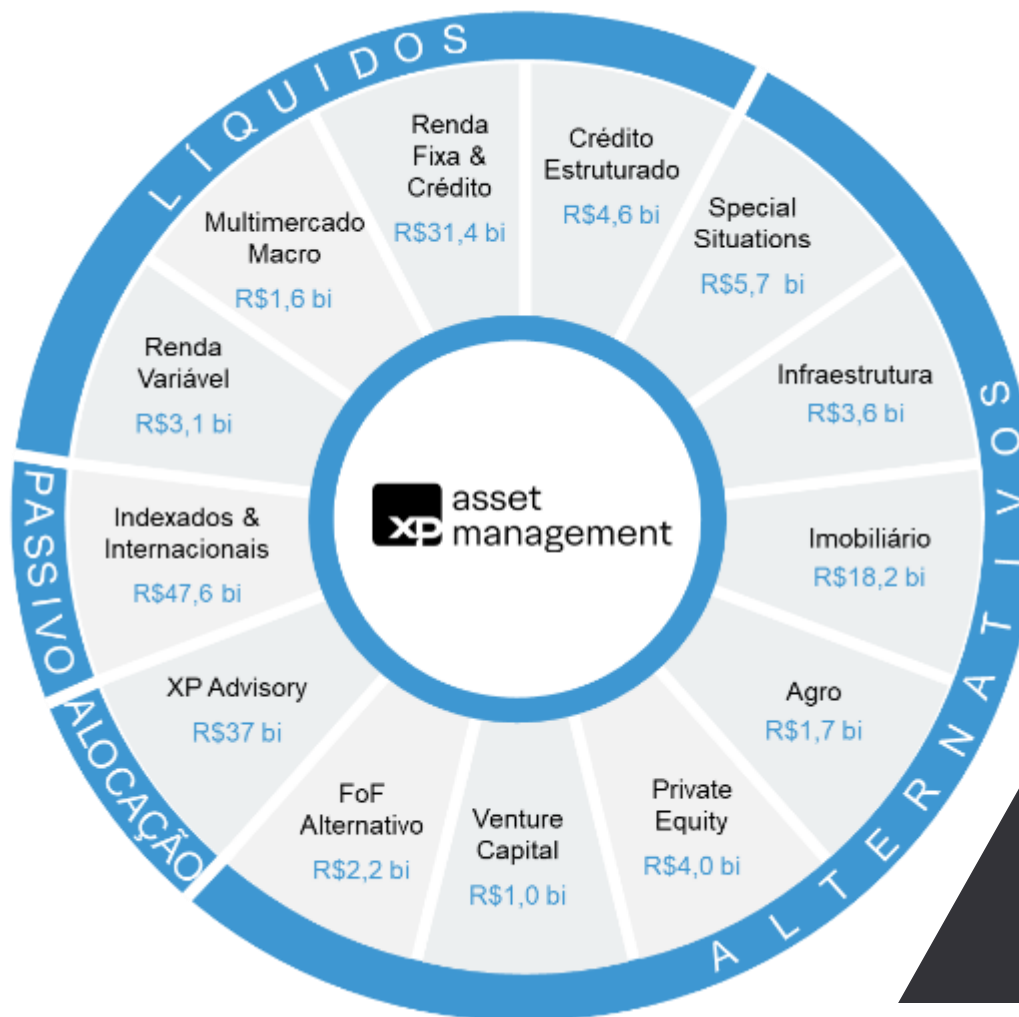 LÍQUIDOS
Renda
Fixa &
Crédito
R$31,4 bi
Crédito
Estruturado
R$4,6 bi
Special
Situations
R$5,7 bi
Multimercado
Macro
R$1,6 bi
Renda
Variável
R$3,1 bi
Infraestrutura
R$3,6 bi
ALTERNATIVOS
PASSIVO
Indexados &
Internacionais
R$47,6 bi
XP asset
management
Imobiliário
R$18,2 bi
ALOCAÇÃO
XP Advisory
R$37 bi
Agro
R$1,7 bi
FoF
Alternativo
R$2,2 bi
Venture
Capital
R$1,0 bi
Private
Equity
R$4,0 bi